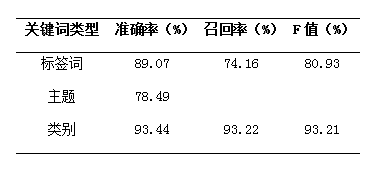 关键词类型 准确率（%） 召回率（%） F 值（%）
标签词 89.07 74.16 80.93
主题 78.49
类别 93.44 93.22 93.21